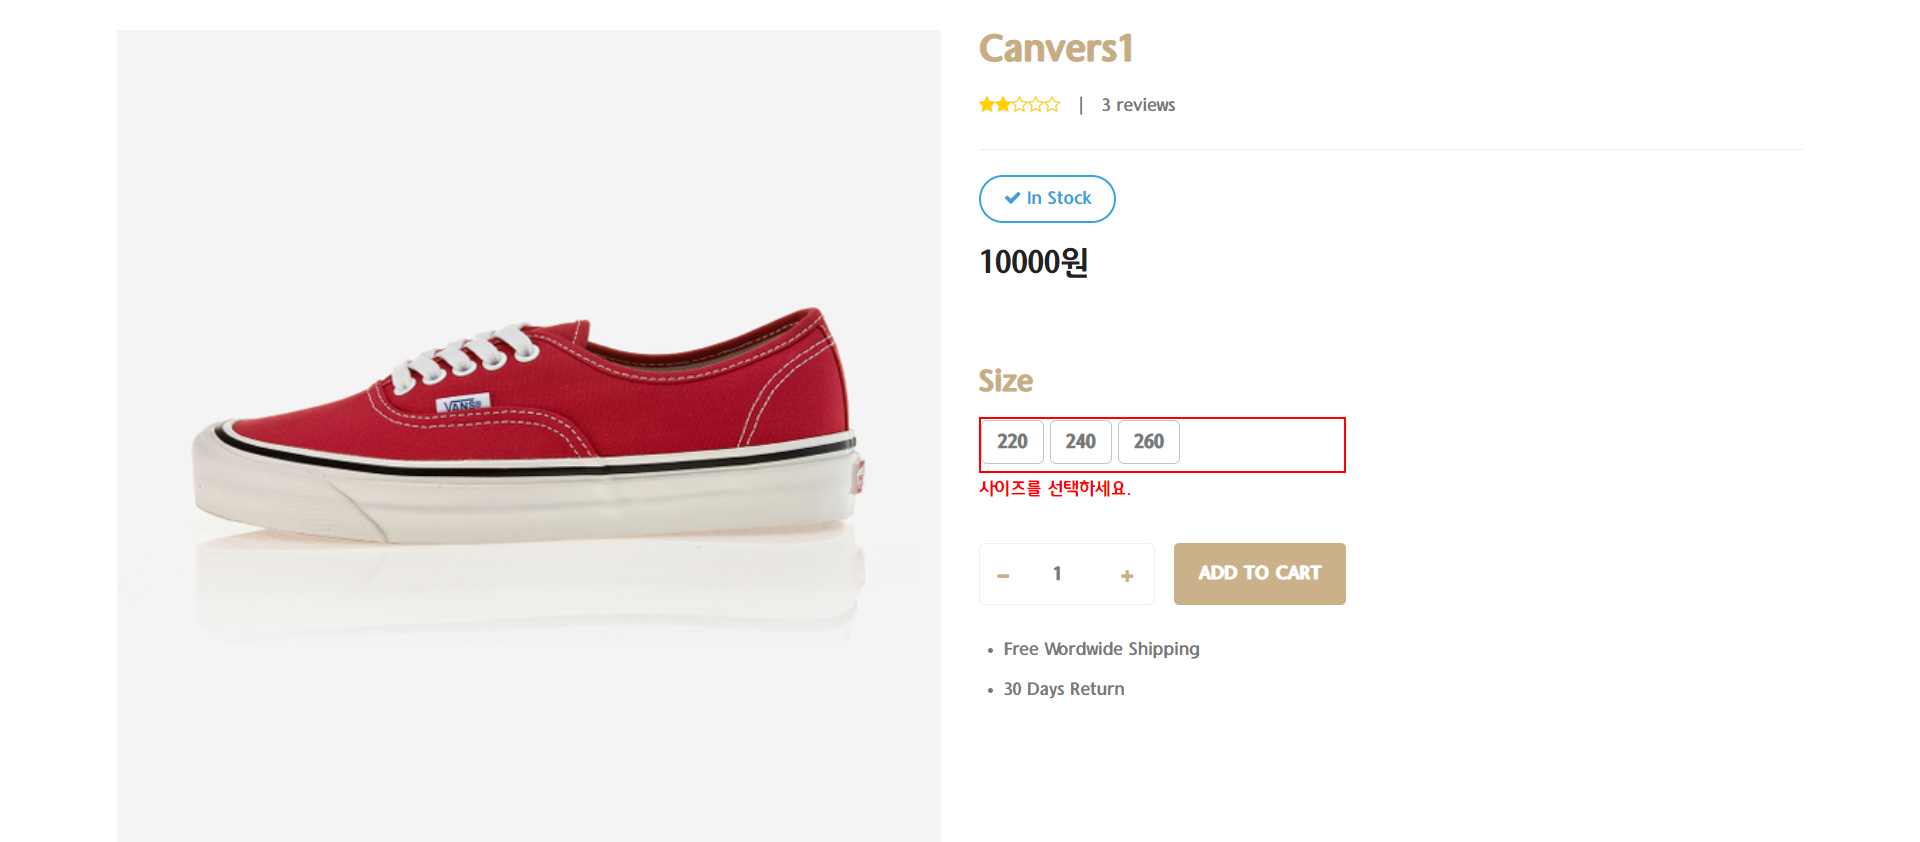 Canvers1
| 3 reviews
In Stock
10000원
Size
220 240 260
사이즈를 선택하세요.
1 ADD TO CART
Free Wordwide Shipping
30 Days Return
VANS